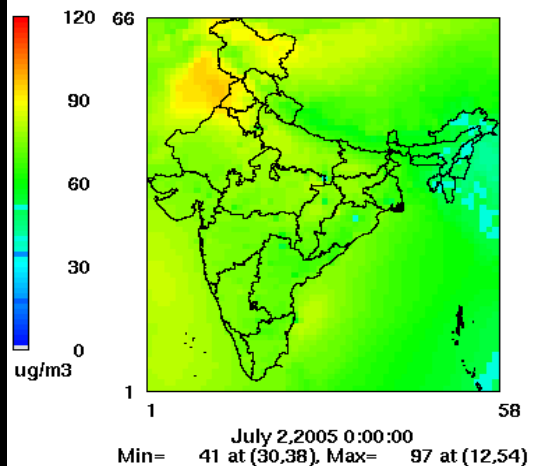 120
90
60
30
0
ug/m3
66
1
1 58
July 2,2005 0:00:00
Min= 41 at (30,38), Max= 97 at (12,54)